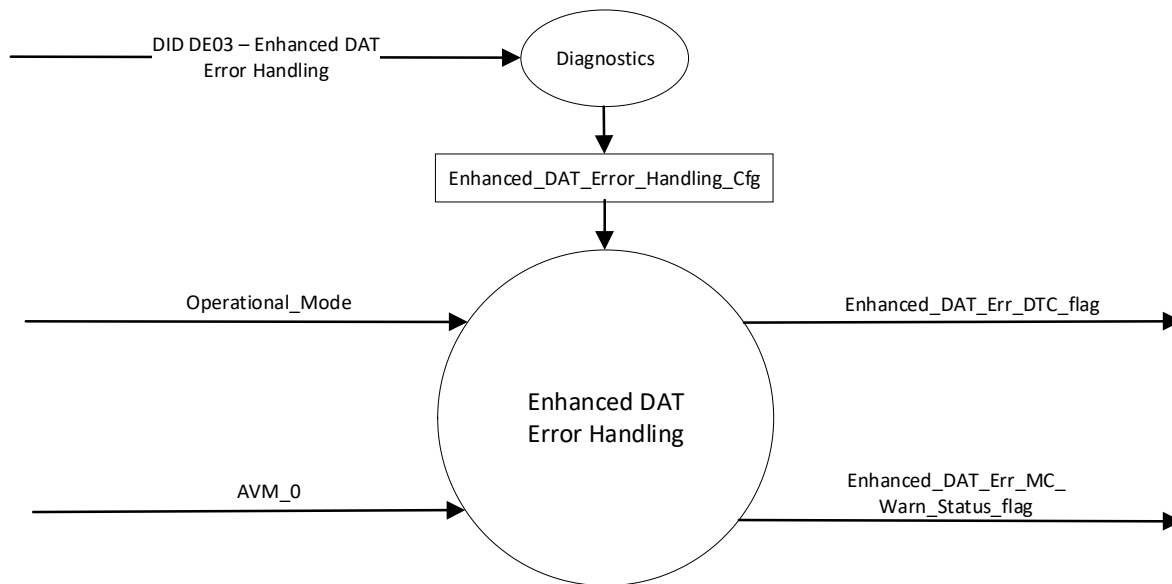 DID DE03 – Enhanced DAT
Error Handling
Diagnostics
Enhanced_DAT_Error_Handling_Cfg
Operational_Mode
Enhanced_DAT_Err_DTC_flag
Enhanced DAT
Error Handling
AVM_0
Enhanced_DAT_Err_MC_
Warn_Status_flag